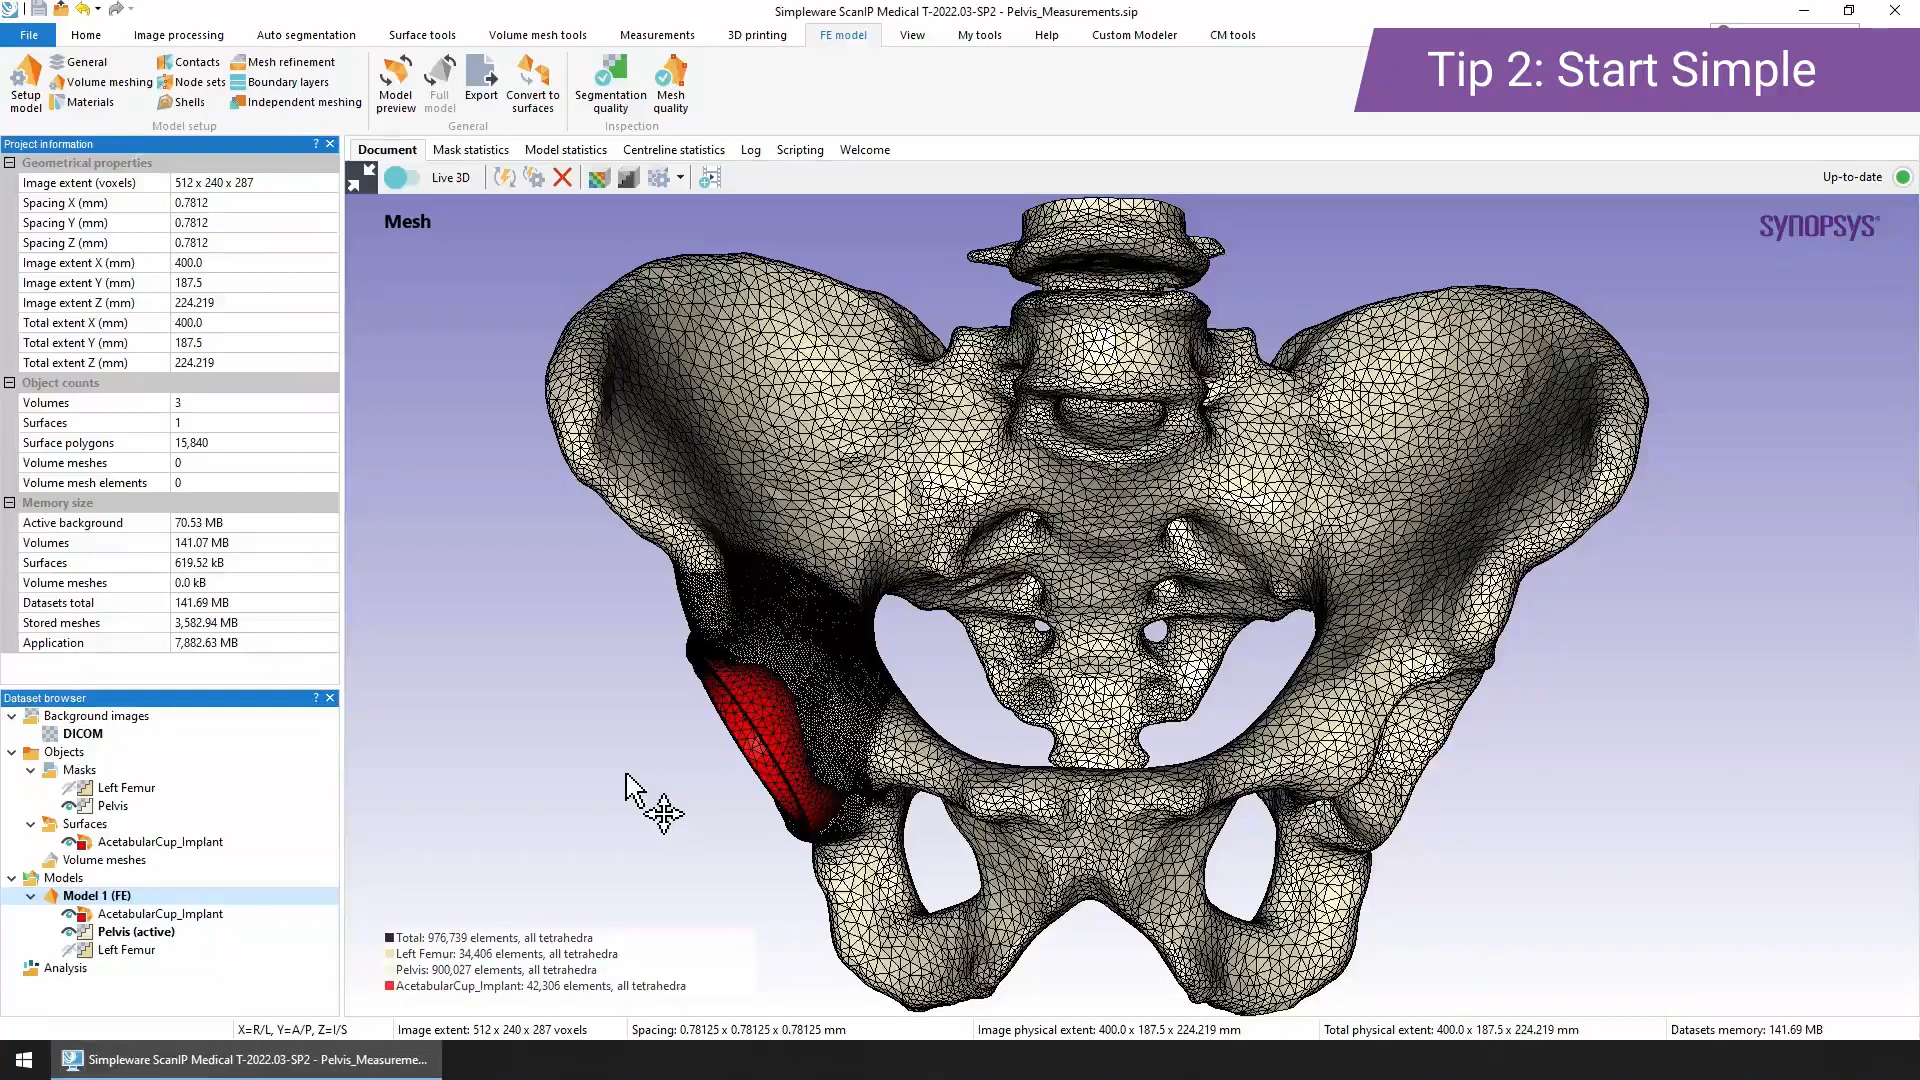 Simpleware ScanIP Medical T-2022.03-SP2 - Pelvis_Measurements.sip
File Home Image processing Auto segmentation Surface tools Volume mesh tools Measurements 3D printing FE model View My tools Help Custom Modeler CM tools
Tip 2: Start Simple
Setup model
General
Volume meshing
Materials
Contacts
Node sets
Shells
Mesh refinement
Boundary layers
Independent meshing
Model setup
Model preview
Full model
Export
Convert to surfaces
General
Segmentation quality
Mesh quality
Inspection
Project information ?
Geometrical properties
Image extent (voxels) 512 x 240 x 287
Spacing X (mm) 0.7812
Spacing Y (mm) 0.7812
Spacing Z (mm) 0.7812
Image extent X (mm) 400.0
Image extent Y (mm) 187.5
Image extent Z (mm) 224.219
Total extent X (mm) 400.0
Total extent Y (mm) 187.5
Total extent Z (mm) 224.219
Object counts
Volumes 3
Surfaces 1
Surface polygons 15,840
Volume meshes 0
Volume mesh elements 0
Memory size
Active background 70.53 MB
Volumes 141.07 MB
Surfaces 619.52 kB
Volume meshes 0.0 kB
Datasets total 141.69 MB
Stored meshes 3,582.94 MB
Application 7,882.63 MB
Dataset browser ?
Background images
DICOM
Objects
Masks
Left Femur
Pelvis
Surfaces
AcetabularCup_Implant
Volume meshes
Models
Model 1 (FE)
AcetabularCup_Implant
Pelvis (active)
Left Femur
Analysis
Document Mask statistics Model statistics Centreline statistics Log Scripting Welcome
Live 3D
Up-to-date
Mesh
SYNOPSYS®
Total: 976,739 elements, all tetrahedra
Left Femur: 34,406 elements, all tetrahedra
Pelvis: 900,027 elements, all tetrahedra
AcetabularCup_Implant: 42,306 elements, all tetrahedra
X=R/L, Y=A/P, Z=I/S Image extent: 512 x 240 x 287 voxels Spacing: 0.78125 x 0.78125 x 0.78125 mm Image physical extent: 400.0 x 187.5 x 224.219 mm Total physical extent: 400.0 x 187.5 x 224.219 mm Datasets memory: 141.69 MB
Simpleware ScanIP Medical T-2022.03-SP2 - Pelvis_Measureme...